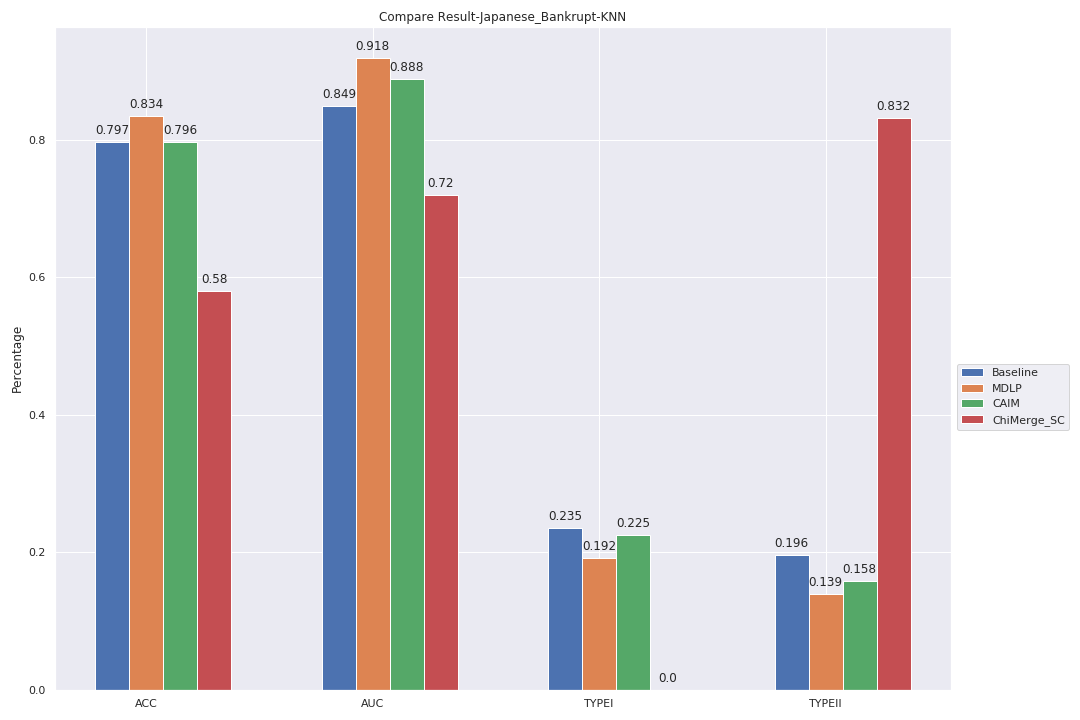 Compare Result-Japanese_Bankrupt-KNN
Percentage
0.8
0.6
0.4
0.2
0.0
0.797
0.834
0.796
0.58
0.849
0.918
0.888
0.72
0.235
0.192
0.225
0.0
0.196
0.139
0.158
0.832
ACC
AUC
TYPEI
TYPEII
Baseline
MDLP
CAIM
ChiMerge_SC